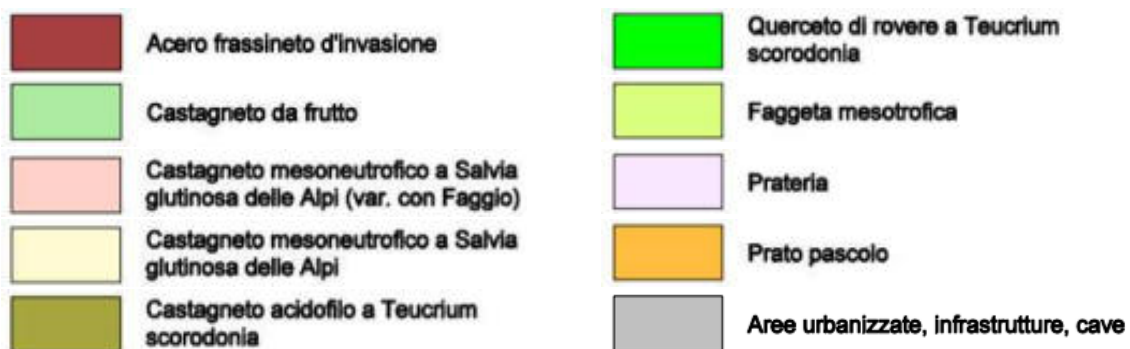 Acero frassineto d'invasione
Castagneto da frutto
Castagneto mesoneutrofico a Salvia
glutinosa delle Alpi (var. con Faggio)
Castagneto mesoneutrofico a Salvia
glutinosa delle Alpi
Castagneto acidofilo a Teucrium
scorodonia
Querceto di rovere a Teucrium
scorodonia
Faggeta mesotrofica
Prateria
Prato pascolo
Aree urbanizzate, infrastrutture, cave